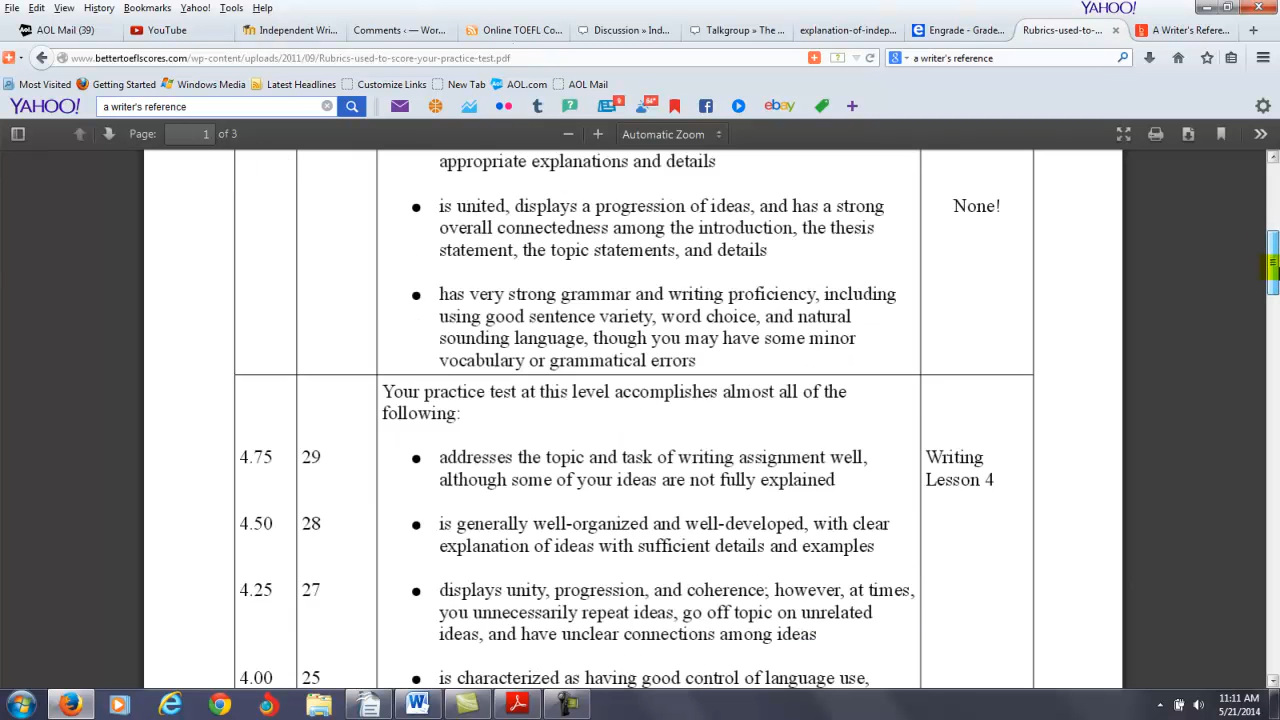 File Edit View History Bookmarks Yahoo! Tools Help
YAHOO!
AOL Mail (39) YouTube Independent Wri... Comments ‹ — Wor... Online TOEFL Co... Discussion » Ind... Talkgroup » The ... explanation-of-indep... Engrade - Grade... Rubrics-used-to-... × A Writer's Refere...
www.bettertoeflscores.com/wp-content/uploads/2011/09/Rubrics-used-to-score-your-practice-test.pdf a writer's reference
Most Visited Getting Started Windows Media Latest Headlines Customize Links New Tab AOL.com AOL Mail
YAHOO! a writer's reference ebay
Page: 1 of 3 Automatic Zoom
appropriate explanations and details
● is united, displays a progression of ideas, and has a strong None!
overall connectedness among the introduction, the thesis
statement, the topic statements, and details
● has very strong grammar and writing proficiency, including
using good sentence variety, word choice, and natural
sounding language, though you may have some minor
vocabulary or grammatical errors
Your practice test at this level accomplishes almost all of the
following:
4.75 29 ● addresses the topic and task of writing assignment well, Writing
although some of your ideas are not fully explained Lesson 4
4.50 28 ● is generally well-organized and well-developed, with clear
explanation of ideas with sufficient details and examples
4.25 27 ● displays unity, progression, and coherence; however, at times,
you unnecessarily repeat ideas, go off topic on unrelated
ideas, and have unclear connections among ideas
4.00 25 ● is characterized as having good control of language use,
11:11 AM
5/21/2014